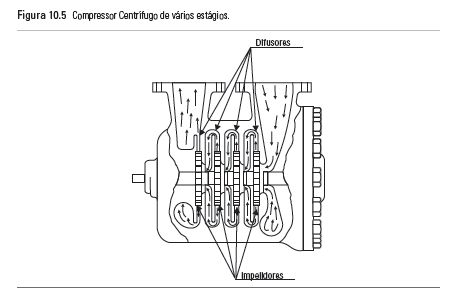 Figura 10.5 Compressor Centrífugo de vários estágios.
Difusores
Impelidores